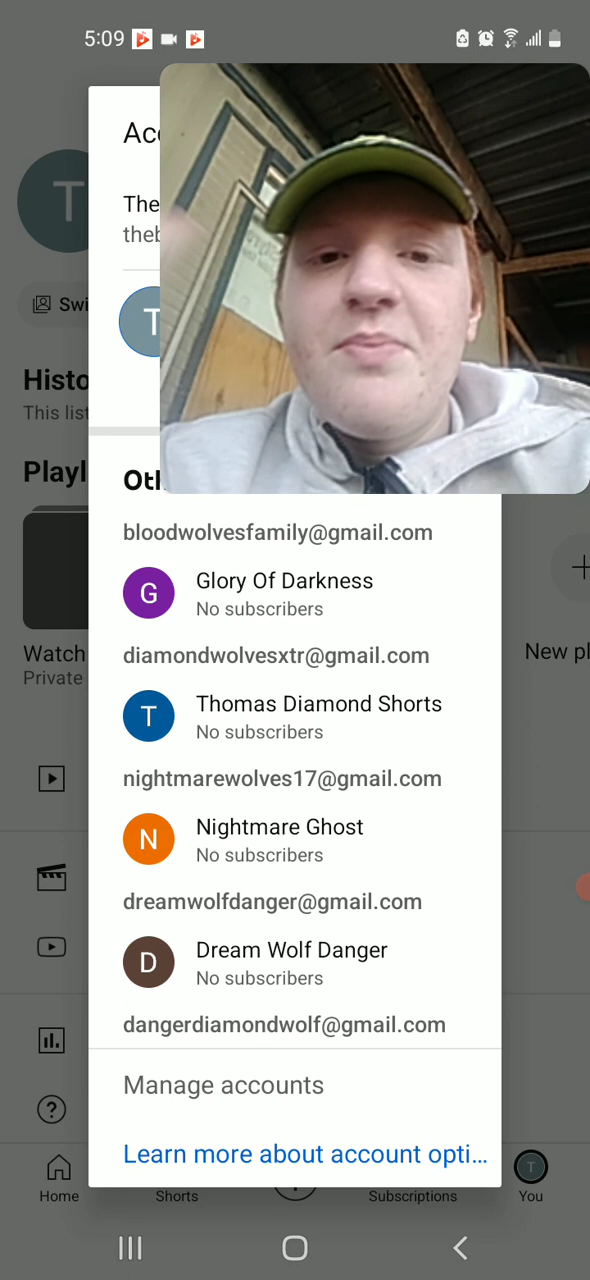 5:09
Acc
The
theb
T
T
Swi
Histo
This list
Playl
Oth
bloodwolvesfamily@gmail.com
G
Glory Of Darkness
No subscribers
diamondwolvesxtr@gmail.com
Watch
Private
New pl
T
Thomas Diamond Shorts
No subscribers
nightmarewolves17@gmail.com
N
Nightmare Ghost
No subscribers
dreamwolfdanger@gmail.com
D
Dream Wolf Danger
No subscribers
dangerdiamondwolf@gmail.com
Manage accounts
Learn more about account opti...
Home
Shorts
Subscriptions
T
You